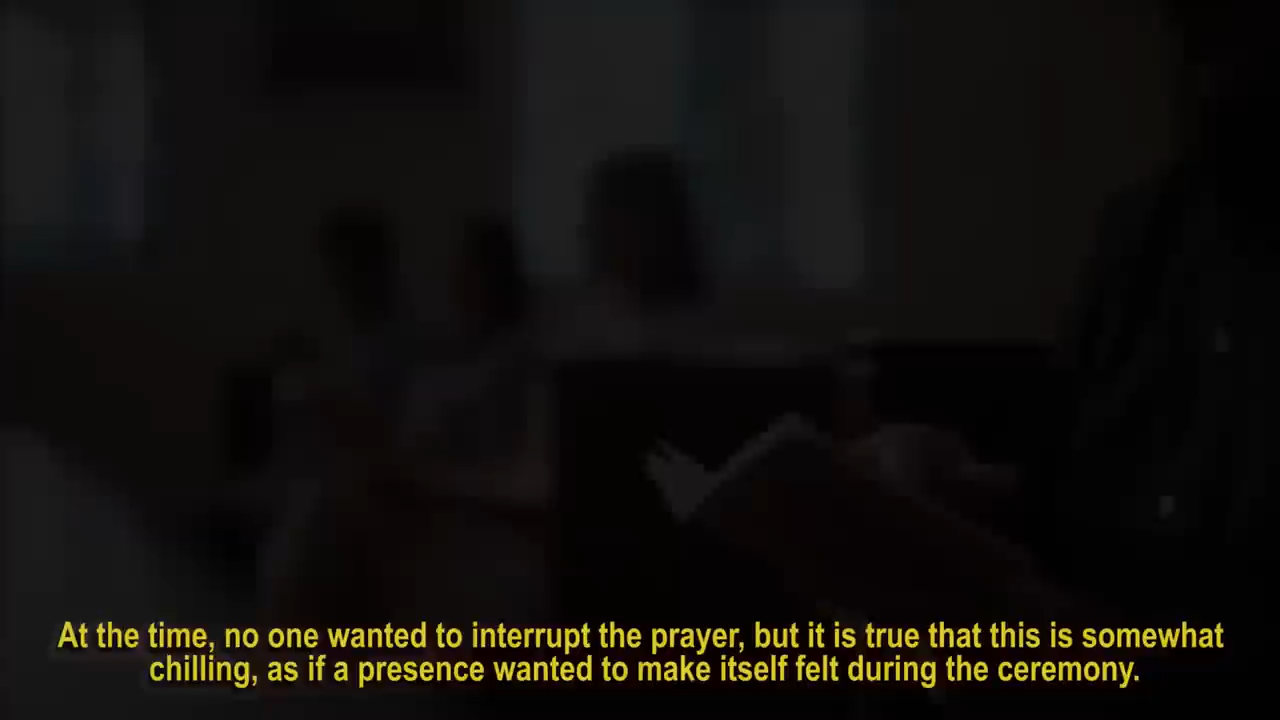 At the time, no one wanted to interrupt the prayer, but it is true that this is somewhat
chilling, as if a presence wanted to make itself felt during the ceremony.